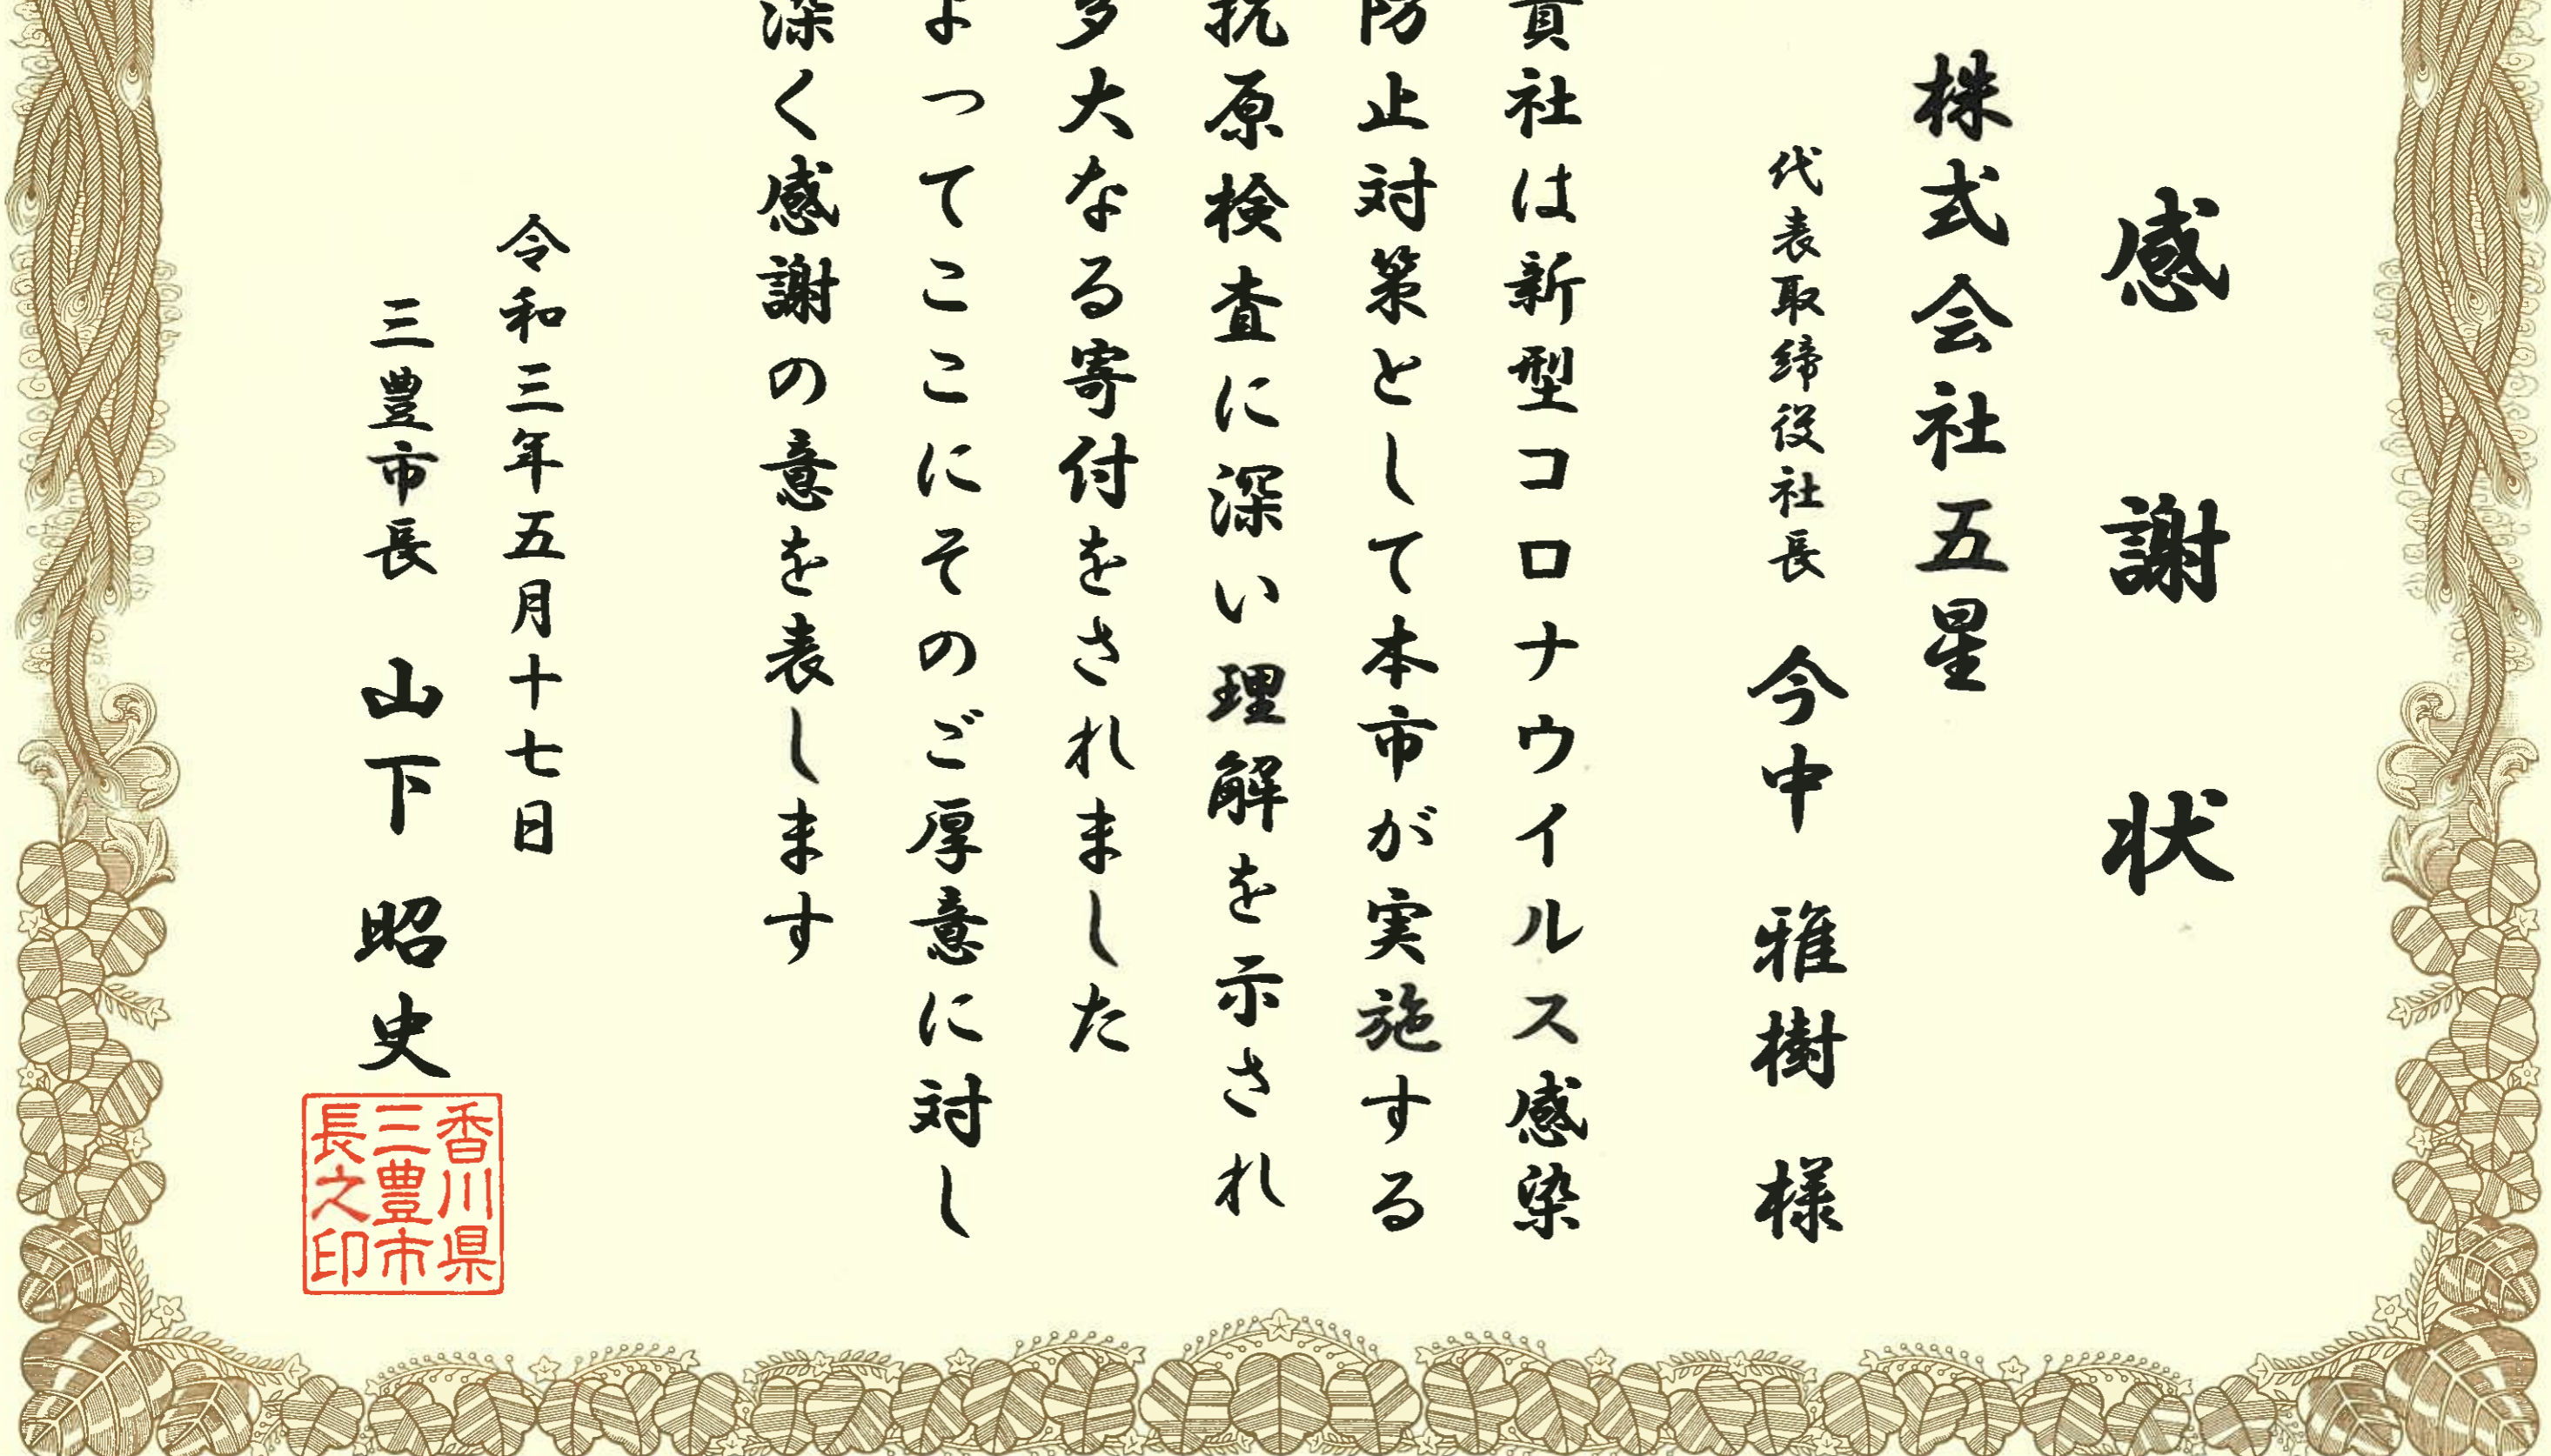 感謝状
株式会社五星
代表取締役社長 今中 雅樹 様
貴社は新型コロナウイルス感染
防止対策として本市が実施する
抗原検査に深い理解を示され
多大なる寄付をされました
よってここにそのご厚意に対し
深く感謝の意を表します
令和三年五月十七日
三豊市長 山下 昭史
香川県
三豊市
長之印